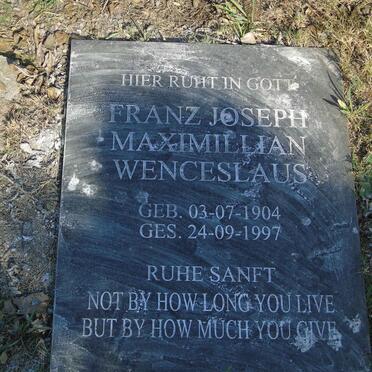 HIER RUHT IN GOTT
FRANZ JOSEPH
MAXIMILLIAN
WENCESLAUS
GEB. 03-07-1904
GES. 24-09-1997
RUHE SANFT
NOT BY HOW LONG YOU LIVE
BUT BY HOW MUCH YOU GIVE